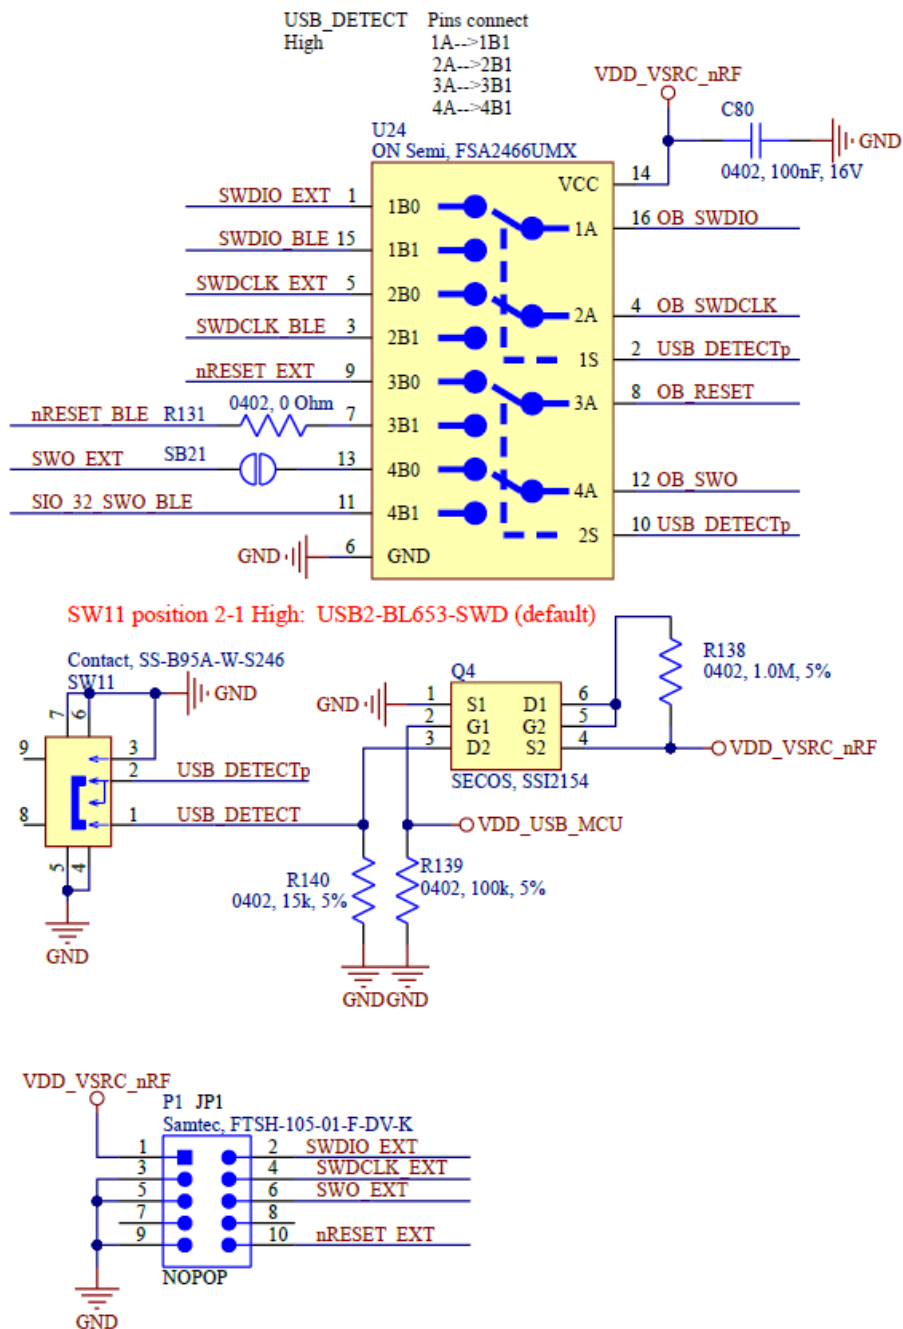 USB_DETECT Pins connect
High 1A-->1B1
2A-->2B1
3A-->3B1
4A-->4B1
VDD_VSRC_nRF
C80
GND
0402, 100nF, 16V
U24
ON Semi, FSA2466UMX
VCC 14
SWDIO_EXT 1 1B0
1A 16 OB_SWDIO
SWDIO_BLE 15 1B1
SWDCLK_EXT 5 2B0
2A 4 OB_SWDCLK
SWDCLK_BLE 3 2B1
1S 2 USB_DETECTp
nRESET_EXT 9 3B0
3A 8 OB_RESET
nRESET_BLE R131 0402, 0 Ohm 7 3B1
SWO_EXT SB21 13 4B0
4A 12 OB_SWO
SIO_32_SWO_BLE 11 4B1
2S 10 USB_DETECTp
GND 6 GND
SW11 position 2-1 High: USB2-BL653-SWD (default)
Contact, SS-B95A-W-S246
SW11
GND
7 6
9 3
2 USB_DETECTp
8 1 USB_DETECT
5 4
GND
Q4
GND 1 S1 D1 6
2 G1 G2 5
3 D2 S2 4
SECOS, SSI2154
R138
0402, 1.0M, 5%
VDD_VSRC_nRF
VDD_USB_MCU
R140
0402, 15k, 5%
R139
0402, 100k, 5%
GND GND
VDD_VSRC_nRF
P1 JP1
Samtec, FTSH-105-01-F-DV-K
1 2 SWDIO_EXT
3 4 SWDCLK_EXT
5 6 SWO_EXT
7 8
9 10 nRESET_EXT
NOPOP
GND